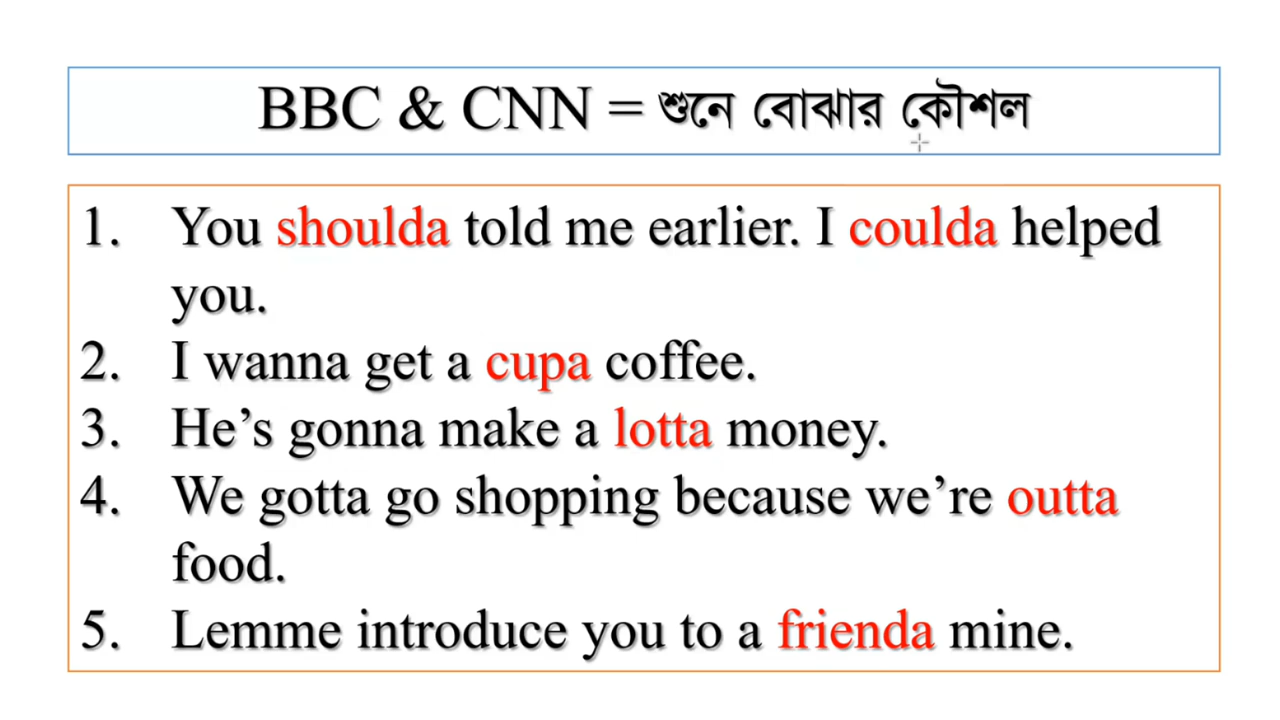 BBC & CNN = শুনে বোঝার কৌশল
1. You shoulda told me earlier. I coulda helped
you.
2. I wanna get a cupa coffee.
3. He’s gonna make a lotta money.
4. We gotta go shopping because we’re outta
food.
5. Lemme introduce you to a frienda mine.